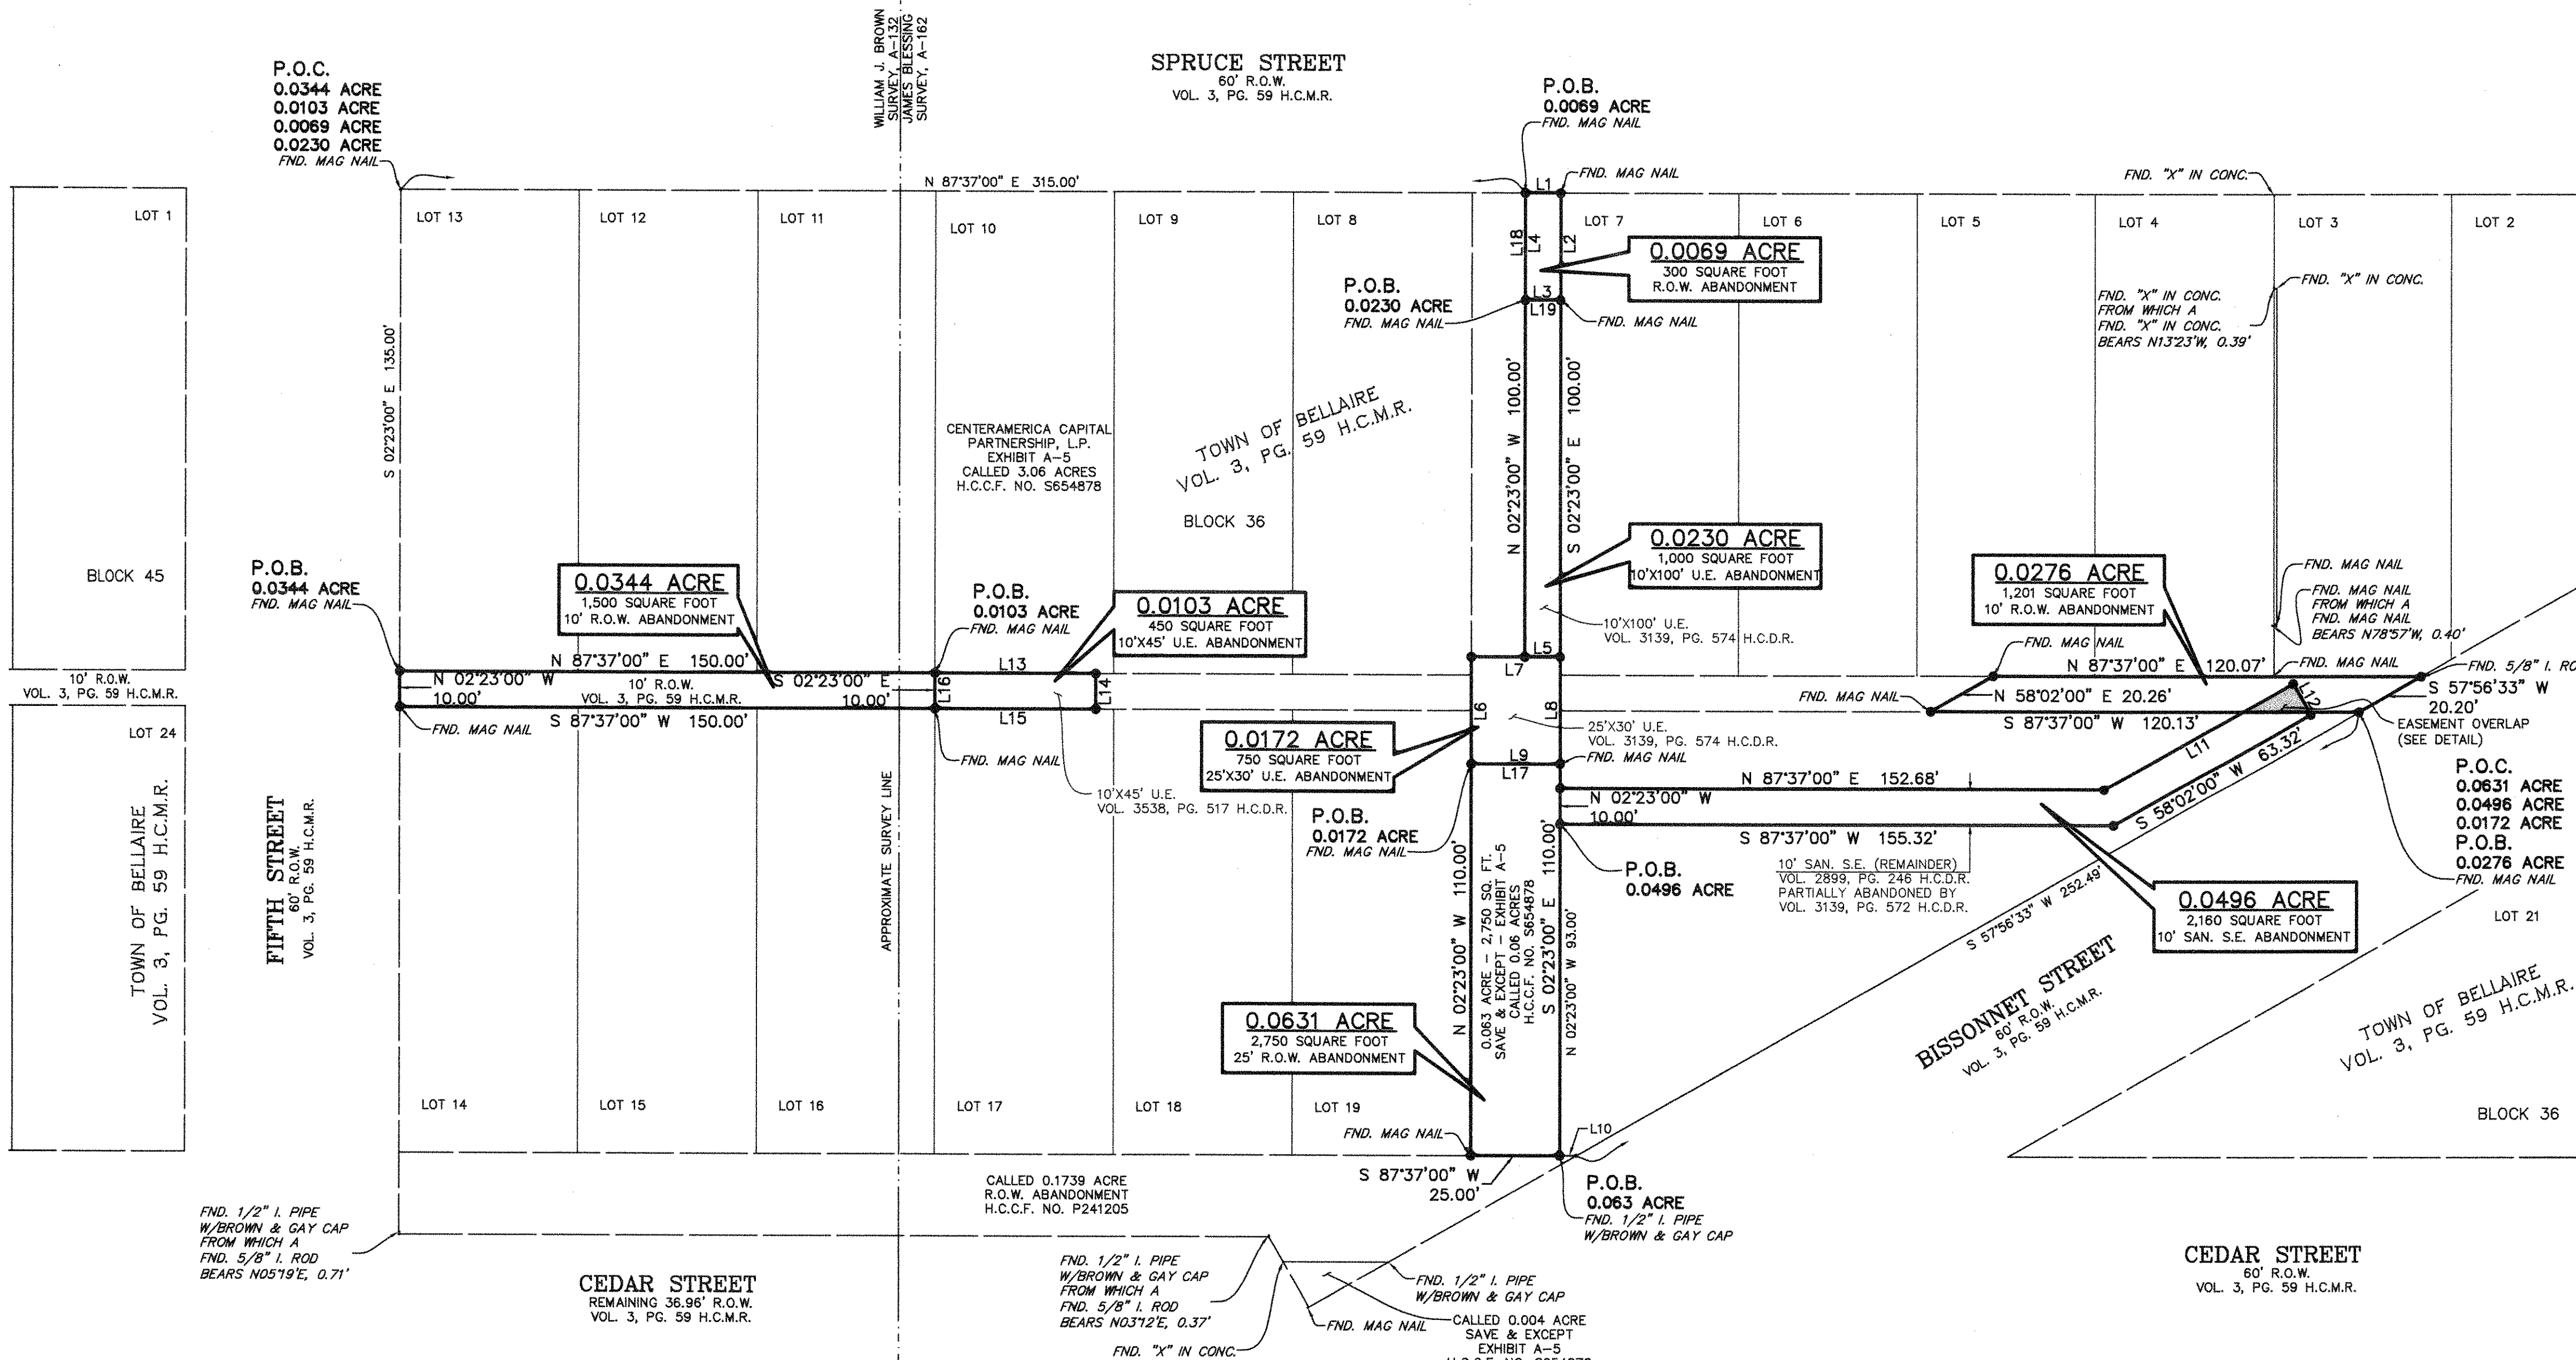 WILLIAM J. BROWN
SURVEY, A-132
JAMES BLESSING
SURVEY, A-162
SPRUCE STREET
60' R.O.W.
VOL. 3, PG. 59 H.C.M.R.
P.O.C.
0.0344 ACRE
0.0103 ACRE
0.0069 ACRE
0.0230 ACRE
FND. MAG NAIL
P.O.B.
0.0069 ACRE
FND. MAG NAIL
N 87°37'00" E 315.00'
L1
FND. MAG NAIL
FND. "X" IN CONC.
LOT 1
LOT 13
LOT 12
LOT 11
LOT 10
LOT 9
LOT 8
LOT 7
LOT 6
LOT 5
LOT 4
LOT 3
LOT 2
L18
L4
L2
0.0069 ACRE
300 SQUARE FOOT
R.O.W. ABANDONMENT
P.O.B.
0.0230 ACRE
FND. MAG NAIL
L3
L19
FND. MAG NAIL
FND. "X" IN CONC.
FND. "X" IN CONC.
FROM WHICH A
FND. "X" IN CONC.
BEARS N13°23'W, 0.39'
S 02°23'00" E 135.00'
CENTERAMERICA CAPITAL
PARTNERSHIP, L.P.
EXHIBIT A-5
CALLED 3.06 ACRES
H.C.C.F. NO. S654878
TOWN OF BELLAIRE
VOL. 3, PG. 59 H.C.M.R.
BLOCK 36
N 02°23'00" W 100.00'
S 02°23'00" E 100.00'
0.0230 ACRE
1,000 SQUARE FOOT
10'X100' U.E. ABANDONMENT
10'X100' U.E.
VOL. 3139, PG. 574 H.C.D.R.
BLOCK 45
P.O.B.
0.0344 ACRE
FND. MAG NAIL
0.0344 ACRE
1,500 SQUARE FOOT
10' R.O.W. ABANDONMENT
P.O.B.
0.0103 ACRE
FND. MAG NAIL
0.0103 ACRE
450 SQUARE FOOT
10'X45' U.E. ABANDONMENT
0.0276 ACRE
1,201 SQUARE FOOT
10' R.O.W. ABANDONMENT
FND. MAG NAIL
FND. MAG NAIL
FROM WHICH A
FND. MAG NAIL
BEARS N78°57'W, 0.40'
FND. MAG NAIL
N 87°37'00" E 120.07'
FND. MAG NAIL
FND. 5/8" I. RO
10' R.O.W.
VOL. 3, PG. 59 H.C.M.R.
N 87°37'00" E 150.00'
N 02°23'00" W
10.00'
10' R.O.W.
VOL. 3, PG. 59 H.C.M.R.
S 02°23'00" E
10.00'
S 87°37'00" W 150.00'
L16
L13
L14
L15
L5
L7
L6
L8
FND. MAG NAIL
N 58°02'00" E 20.26'
S 87°37'00" W 120.13'
L12
S 57°56'33" W
20.20'
EASEMENT OVERLAP
(SEE DETAIL)
FND. MAG NAIL
FND. MAG NAIL
LOT 24
10'X45' U.E.
VOL. 3538, PG. 517 H.C.D.R.
0.0172 ACRE
750 SQUARE FOOT
25'X30' U.E. ABANDONMENT
25'X30' U.E.
VOL. 3139, PG. 574 H.C.D.R.
L9
L17
FND. MAG NAIL
L11
S 58°02'00" W 63.32'
N 87°37'00" E 152.68'
N 02°23'00" W
10.00'
S 87°37'00" W 155.32'
P.O.B.
0.0172 ACRE
FND. MAG NAIL
P.O.B.
0.0496 ACRE
10' SAN. S.E. (REMAINDER)
VOL. 2899, PG. 246 H.C.D.R.
PARTIALLY ABANDONED BY
VOL. 3139, PG. 572 H.C.D.R.
P.O.C.
0.0631 ACRE
0.0496 ACRE
0.0172 ACRE
P.O.B.
0.0276 ACRE
FND. MAG NAIL
0.0496 ACRE
2,160 SQUARE FOOT
10' SAN. S.E. ABANDONMENT
LOT 21
TOWN OF BELLAIRE
VOL. 3, PG. 59 H.C.M.R.
FIFTH STREET
60' R.O.W.
VOL. 3, PG. 59 H.C.M.R.
APPROXIMATE SURVEY LINE
N 02°23'00" W 110.00'
0.063 ACRE - 2,750 SQ. FT.
SAVE & EXCEPT - EXHIBIT A-5
CALLED 0.06 ACRES
H.C.C.F. NO. S654878
S 02°23'00" E 110.00'
N 02°23'00" W 93.00'
S 57°56'33" W 252.49'
BISSONNET STREET
60' R.O.W.
VOL. 3, PG. 59 H.C.M.R.
TOWN OF BELLAIRE
VOL. 3, PG. 59 H.C.M.R.
0.0631 ACRE
2,750 SQUARE FOOT
25' R.O.W. ABANDONMENT
LOT 14
LOT 15
LOT 16
LOT 17
LOT 18
LOT 19
BLOCK 36
FND. MAG NAIL
L10
S 87°37'00" W
25.00'
P.O.B.
0.063 ACRE
FND. 1/2" I. PIPE
W/BROWN & GAY CAP
CALLED 0.1739 ACRE
R.O.W. ABANDONMENT
H.C.C.F. NO. P241205
FND. 1/2" I. PIPE
W/BROWN & GAY CAP
FROM WHICH A
FND. 5/8" I. ROD
BEARS N05°19'E, 0.71'
CEDAR STREET
REMAINING 36.96' R.O.W.
VOL. 3, PG. 59 H.C.M.R.
FND. 1/2" I. PIPE
W/BROWN & GAY CAP
FROM WHICH A
FND. 5/8" I. ROD
BEARS N03°12'E, 0.37'
FND. "X" IN CONC.
FND. MAG NAIL
FND. 1/2" I. PIPE
W/BROWN & GAY CAP
CALLED 0.004 ACRE
SAVE & EXCEPT
EXHIBIT A-5
CEDAR STREET
60' R.O.W.
VOL. 3, PG. 59 H.C.M.R.